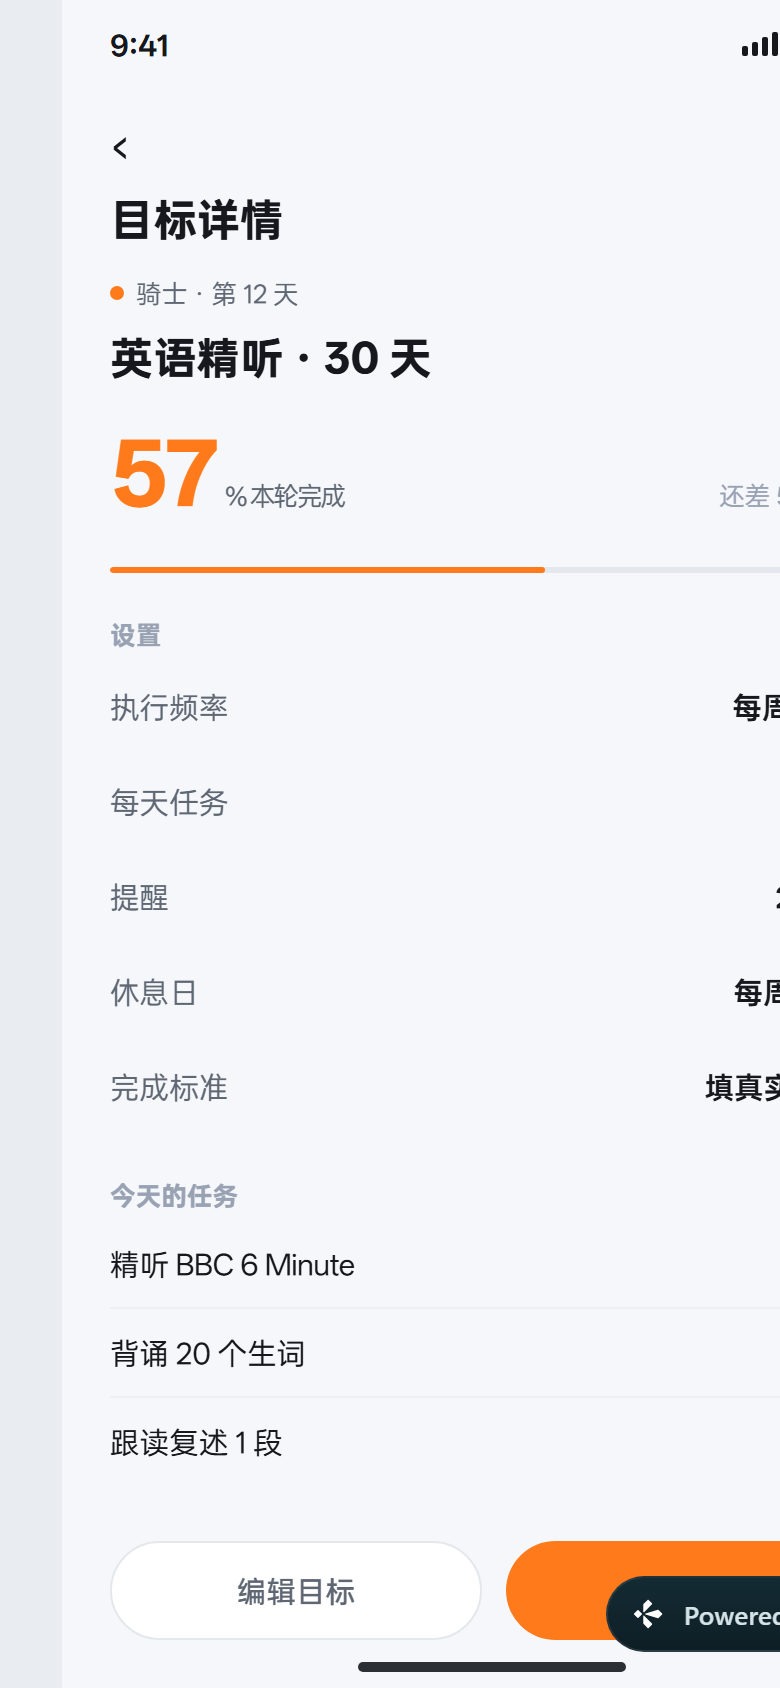 9:41
目标详情
骑士 · 第 12 天
英语精听 · 30 天
57 %本轮完成
还差
设置
执行频率 每周
每天任务
提醒
休息日 每周
完成标准 填真实
今天的任务
精听 BBC 6 Minute
背诵 20 个生词
跟读复述 1 段
编辑目标
Powered